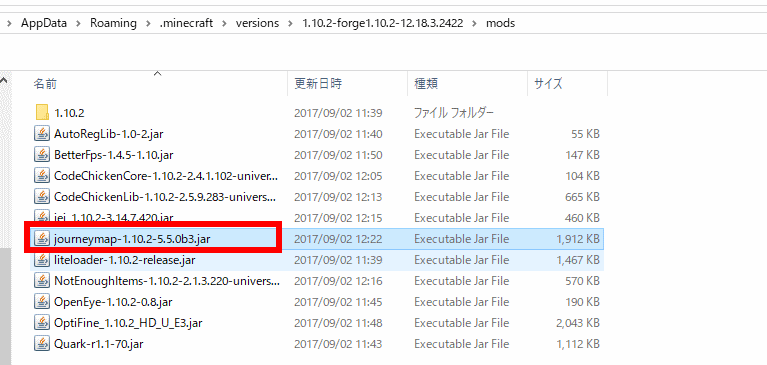 AppData > Roaming > .minecraft > versions > 1.10.2-forge1.10.2-12.18.3.2422 > mods
名前 更新日時 種類 サイズ
1.10.2 2017/09/02 11:39 ファイル フォルダー
AutoRegLib-1.0-2.jar 2017/09/02 11:40 Executable Jar File 55 KB
BetterFps-1.4.5-1.10.jar 2017/09/02 11:50 Executable Jar File 147 KB
CodeChickenCore-1.10.2-2.4.1.102-univer... 2017/09/02 12:05 Executable Jar File 104 KB
CodeChickenLib-1.10.2-2.5.9.283-univers... 2017/09/02 12:13 Executable Jar File 665 KB
jei_1.10.2-3.14.7.420.jar 2017/09/02 12:15 Executable Jar File 460 KB
journeymap-1.10.2-5.5.0b3.jar 2017/09/02 12:22 Executable Jar File 1,912 KB
liteloader-1.10.2-release.jar 2017/09/02 11:39 Executable Jar File 1,467 KB
NotEnoughItems-1.10.2-2.1.3.220-univers... 2017/09/02 12:16 Executable Jar File 570 KB
OpenEye-1.10.2-0.8.jar 2017/09/02 11:45 Executable Jar File 190 KB
OptiFine_1.10.2_HD_U_E3.jar 2017/09/02 11:48 Executable Jar File 2,043 KB
Quark-r1.1-70.jar 2017/09/02 11:43 Executable Jar File 1,112 KB